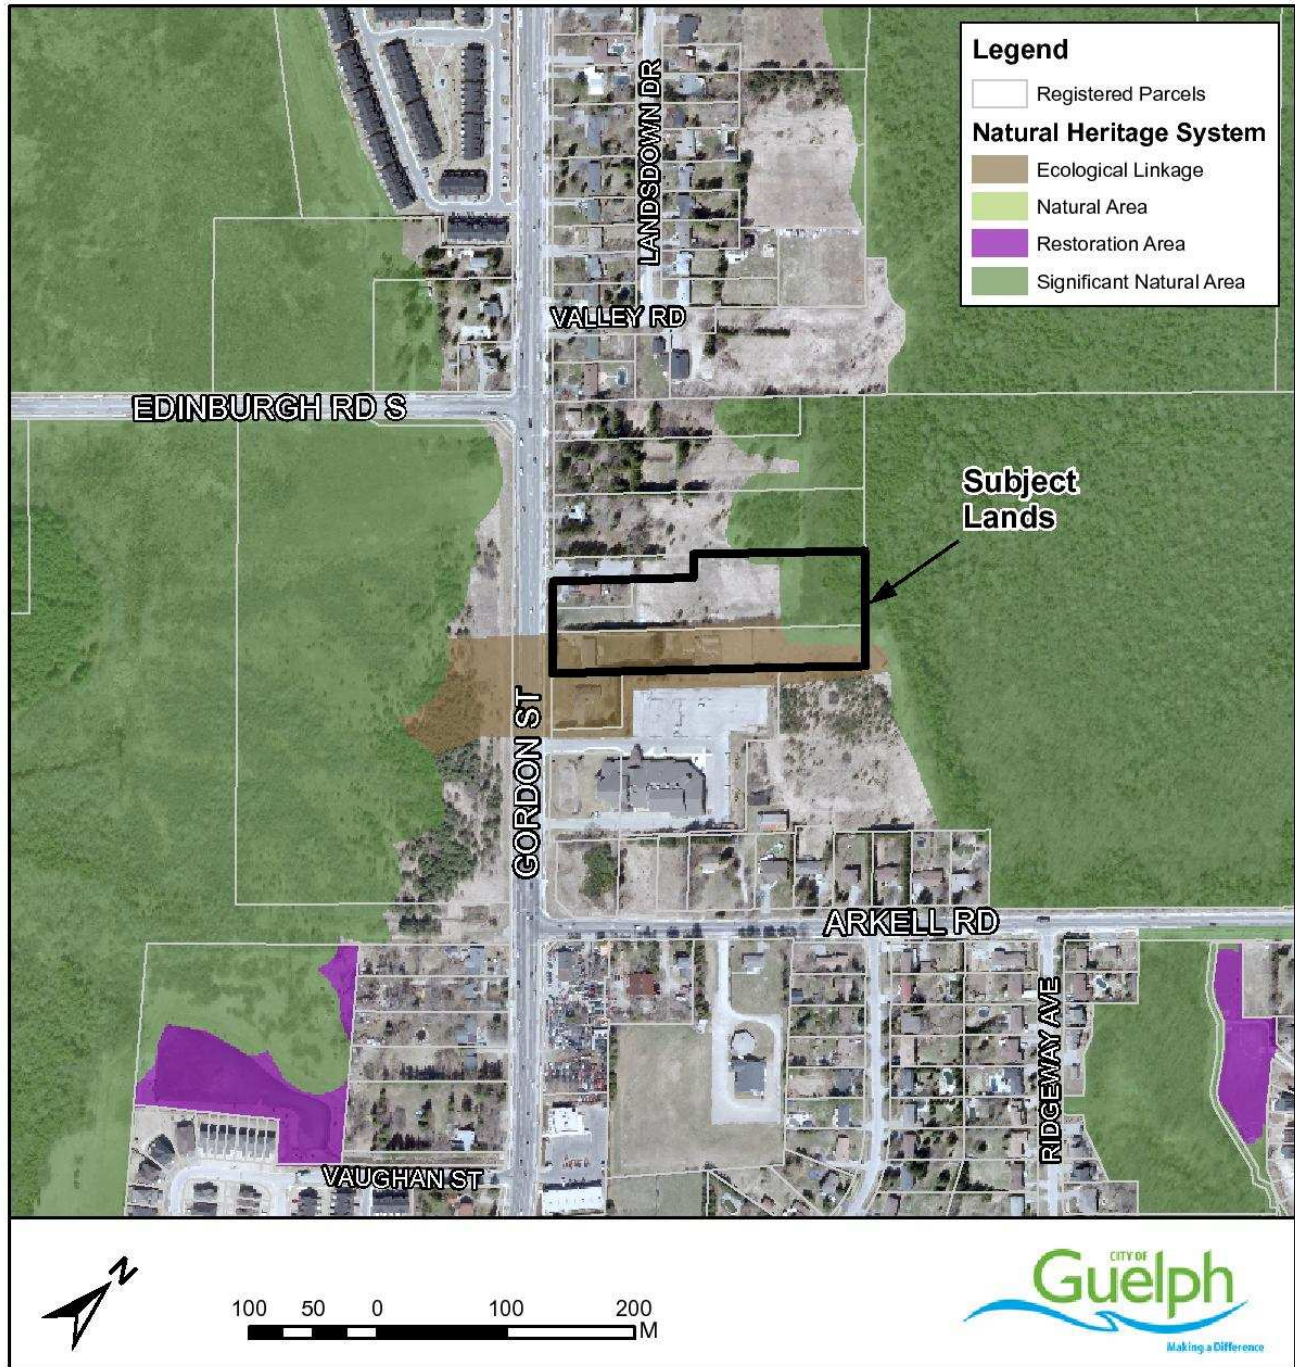 Legend
Registered Parcels
Natural Heritage System
Ecological Linkage
Natural Area
Restoration Area
Significant Natural Area
LANDSDOWN DR
VALLEY RD
EDINBURGH RD S
Subject
Lands
GORDON ST
ARKELL RD
RIDGEWAY AVE
VAUGHAN ST
N
100 50 0 100 200
M
CITY OF
Guelph
Making a Difference